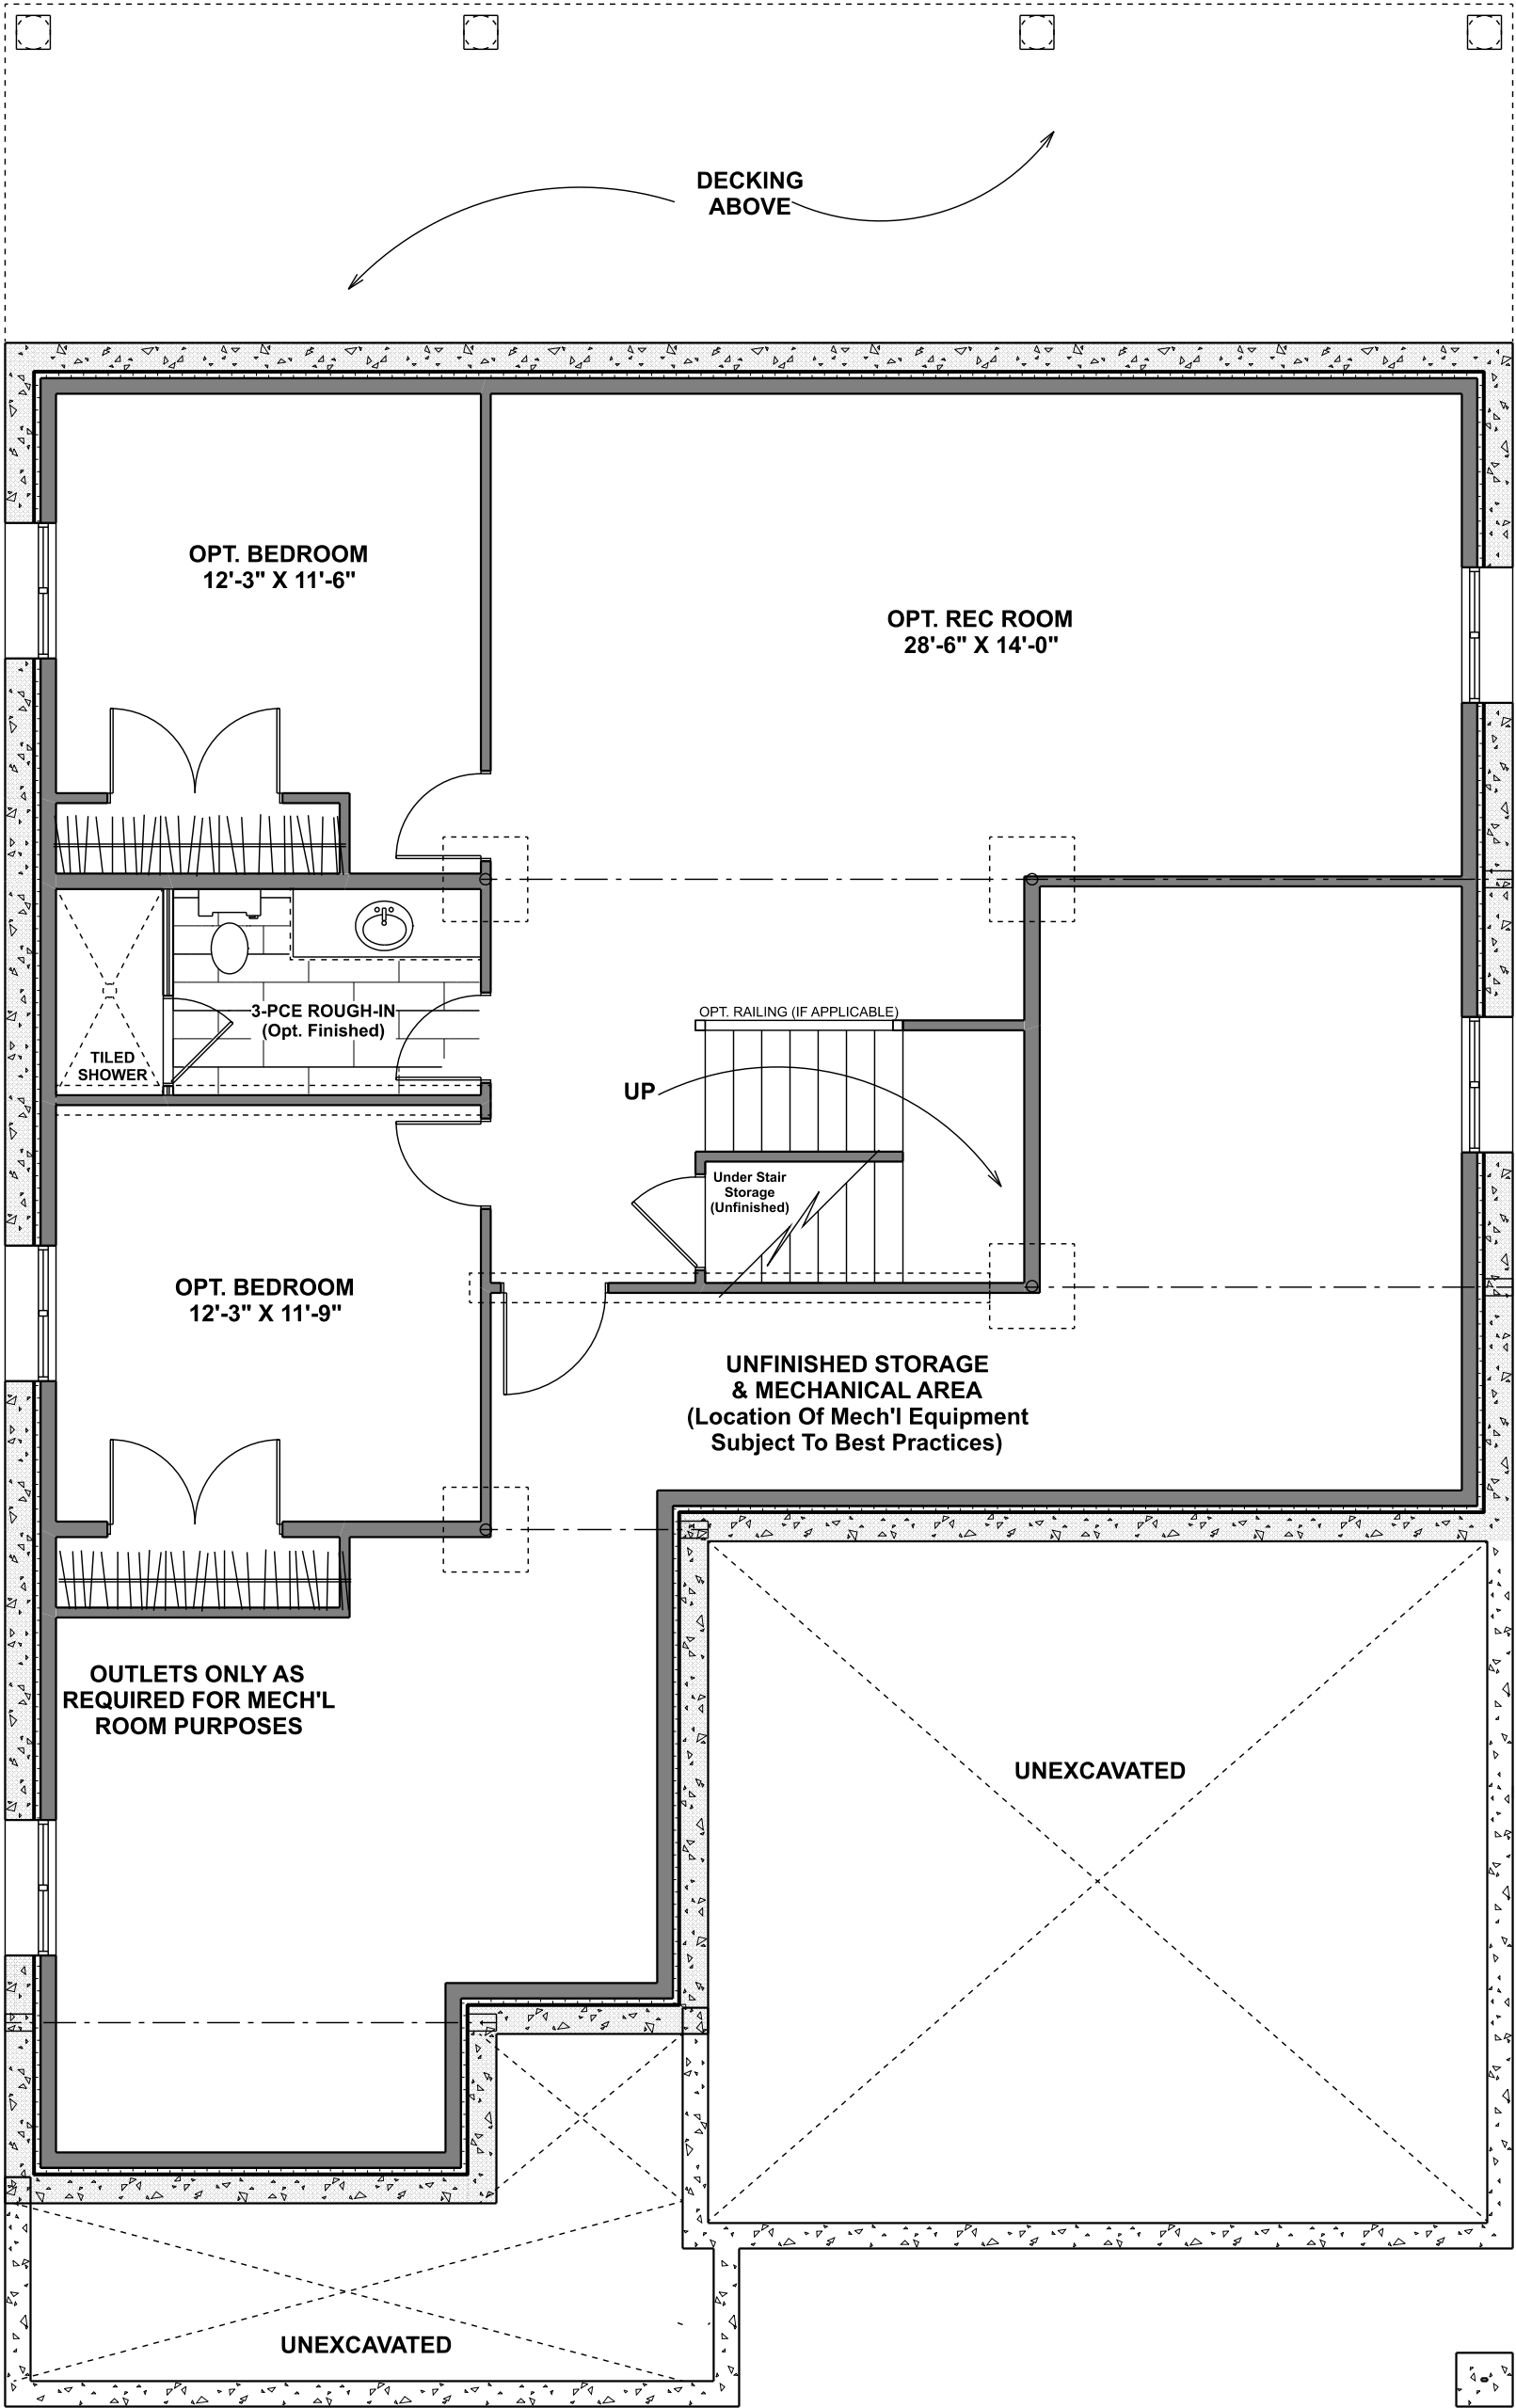 DECKING
ABOVE
OPT. BEDROOM
12'-3" X 11'-6"
OPT. REC ROOM
28'-6" X 14'-0"
3-PCE ROUGH-IN
(Opt. Finished)
TILED
SHOWER
OPT. RAILING (IF APPLICABLE)
UP
Under Stair
Storage
(Unfinished)
OPT. BEDROOM
12'-3" X 11'-9"
UNFINISHED STORAGE
& MECHANICAL AREA
(Location Of Mech'l Equipment
Subject To Best Practices)
OUTLETS ONLY AS
REQUIRED FOR MECH'L
ROOM PURPOSES
UNEXCAVATED
UNEXCAVATED